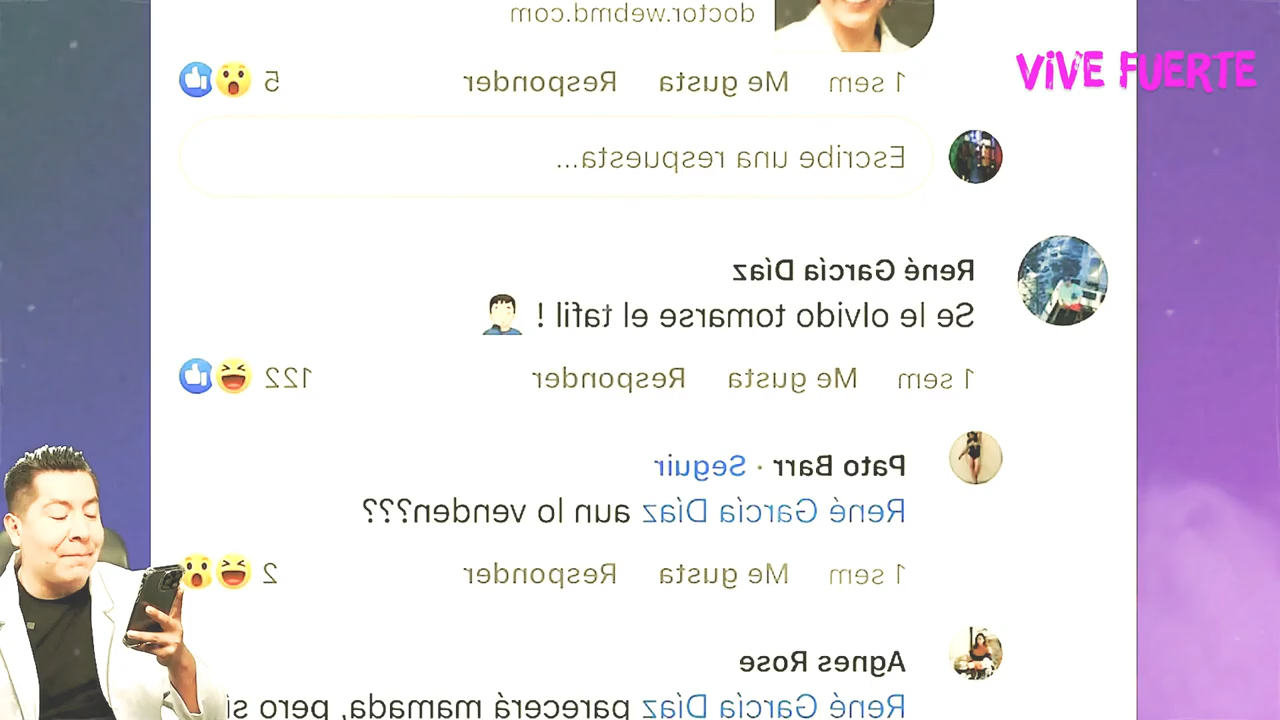 doctor.webmd.com
VIVE FUERTE
1 sem Me gusta Responder 5
Escribe una respuesta...
René García Díaz
Se le olvido tomarse el tafil !
1 sem Me gusta Responder 122
Pato Barr · Seguir
René García Díaz aun lo venden???
1 sem Me gusta Responder 2
Agnes Rose
René García Díaz parecerá mamada, pero